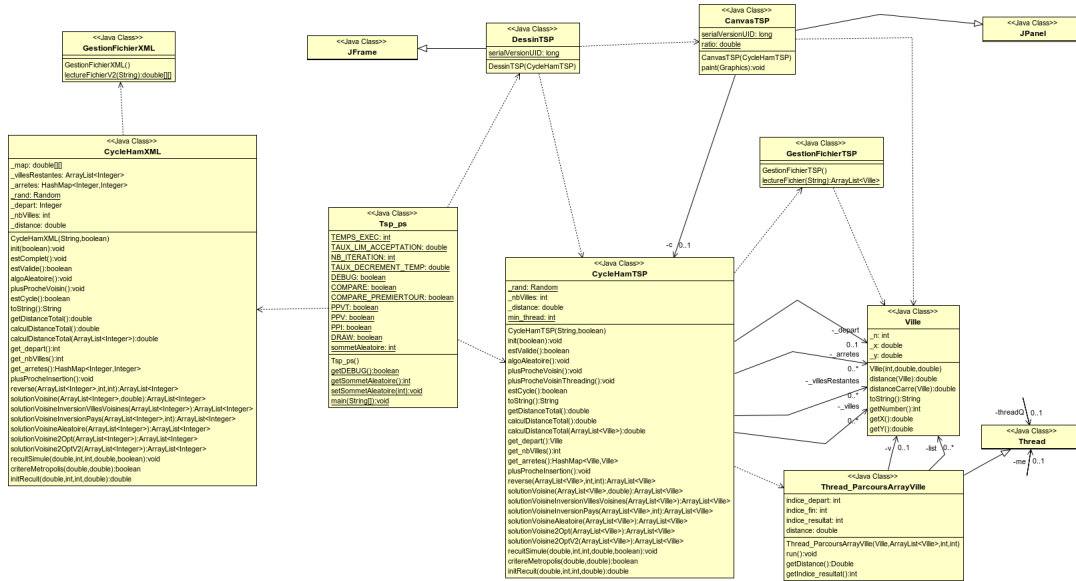 <<Java Class>>
GestionFichierXML
GestionFichierXML()
lectureFichierV2(String):double[][]
<<Java Class>>
CycleHamXML
_map: double[][]
_villesRestantes: ArrayList<Integer>
_arretes: HashMap<Integer,Integer>
_rand: Random
_depart: Integer
_nbVilles: int
_distance: double
CycleHamXML(String,boolean)
init(boolean):void
estComplet():void
estValide():boolean
algoAleatoire():void
plusProcheVoisin():void
estCycle():boolean
toString():String
getDistanceTotal():double
calculDistanceTotal():double
calculDistanceTotal(ArrayList<Integer>):double
get_depart():int
get_nbVilles():int
get_arretes():HashMap<Integer,Integer>
plusProcheInsertion():void
reverse(ArrayList<Integer>,int,int):ArrayList<Integer>
solutionVoisine(ArrayList<Integer>,double):ArrayList<Integer>
solutionVoisineInversionVillesVoisines(ArrayList<Integer>):ArrayList<Integer>
solutionVoisineInversionPays(ArrayList<Integer>,int):ArrayList<Integer>
solutionVoisineAleatoire(ArrayList<Integer>):ArrayList<Integer>
solutionVoisine2Opt(ArrayList<Integer>):ArrayList<Integer>
solutionVoisine2OptV2(ArrayList<Integer>):ArrayList<Integer>
recuitSimule(double,int,int,double,boolean):void
critereMetropolis(double,double):boolean
initRecuit(double,int,int,double):double
<<Java Class>>
JFrame
<<Java Class>>
DessinTSP
serialVersionUID: long
DessinTSP(CycleHamTSP)
<<Java Class>>
CanvasTSP
serialVersionUID: long
ratio: double
CanvasTSP(CycleHamTSP)
paint(Graphics):void
<<Java Class>>
JPanel
<<Java Class>>
GestionFichierTSP
GestionFichierTSP()
lectureFichier(String):ArrayList<Ville>
<<Java Class>>
Tsp_ps
TEMPS_EXEC: int
TAUX_LIM_ACCEPTATION: double
NB_ITERATION: int
TAUX_DECREMENT_TEMP: double
DEBUG: boolean
COMPARE: boolean
COMPARE_PREMIERTOUR: boolean
PPVT: boolean
PPV: boolean
PPI: boolean
DRAW: boolean
sommetAleatoire: int
Tsp_ps()
getDEBUG():boolean
getSommetAleatoire():int
setSommetAleatoire(int):void
main(String[]):void
-c 0..1
<<Java Class>>
CycleHamTSP
_rand: Random
_nbVilles: int
_distance: double
min_thread: int
CycleHamTSP(String,boolean)
init(boolean):void
estValide():boolean
algoAleatoire():void
plusProcheVoisin():void
plusProcheVoisinThreading():void
estCycle():boolean
toString():String
getDistanceTotal():double
calculDistanceTotal():double
calculDistanceTotal(ArrayList<Ville>):double
get_depart():Ville
get_nbVilles():int
get_arretes():HashMap<Ville,Ville>
plusProcheInsertion():void
reverse(ArrayList<Ville>,int,int):ArrayList<Ville>
solutionVoisine(ArrayList<Ville>,double):ArrayList<Ville>
solutionVoisineInversionVillesVoisines(ArrayList<Ville>):ArrayList<Ville>
solutionVoisineInversionPays(ArrayList<Ville>,int):ArrayList<Ville>
solutionVoisineAleatoire(ArrayList<Ville>):ArrayList<Ville>
solutionVoisine2Opt(ArrayList<Ville>):ArrayList<Ville>
solutionVoisine2OptV2(ArrayList<Ville>):ArrayList<Ville>
recuitSimule(double,int,int,double,boolean):void
critereMetropolis(double,double):boolean
initRecuit(double,int,int,double):double
-_depart
0..1
-_arretes
0..*
-_villesRestantes
0..*
-_villes
0..*
<<Java Class>>
Ville
_n: int
_x: double
_y: double
Ville(int,double,double)
distance(Ville):double
distanceCarre(Ville):double
toString():String
getNumber():int
getX():double
getY():double
-v 0..1
-list 0..*
-threadQ 0..1
<<Java Class>>
Thread
-me 0..1
<<Java Class>>
Thread_ParcoursArrayVille
indice_depart: int
indice_fin: int
indice_resultat: int
distance: double
Thread_ParcoursArrayVille(Ville,ArrayList<Ville>,int,int)
run():void
getDistance():Double
getIndice_resultat():int